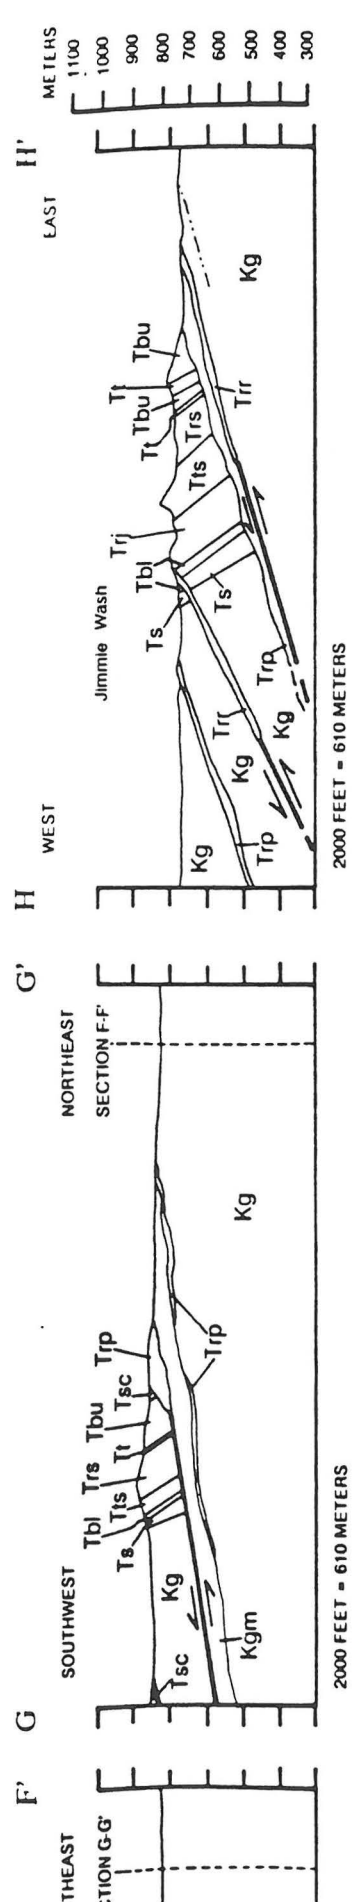 F'
THEAST
CTION G-G'
G
G'
SOUTHWEST
NORTHEAST
SECTION F-F'
Tsc
Kg
Ts
Tbl
Tts
Trs
Tt
Tbu
Tsc
Trp
Trp
Kg
Kgm
2000 FEET = 610 METERS
H
H'
WEST
EAST
Jimmie Wash
Kg
Trp
Kg
Trr
Kg
Trp
Ts
Tbl
Ts
Trj
Tts
Trs
Tt
Tbu
Tt
Tbu
Trr
Kg
METERS
1100
1000
900
800
700
600
500
400
300
2000 FEET = 610 METERS